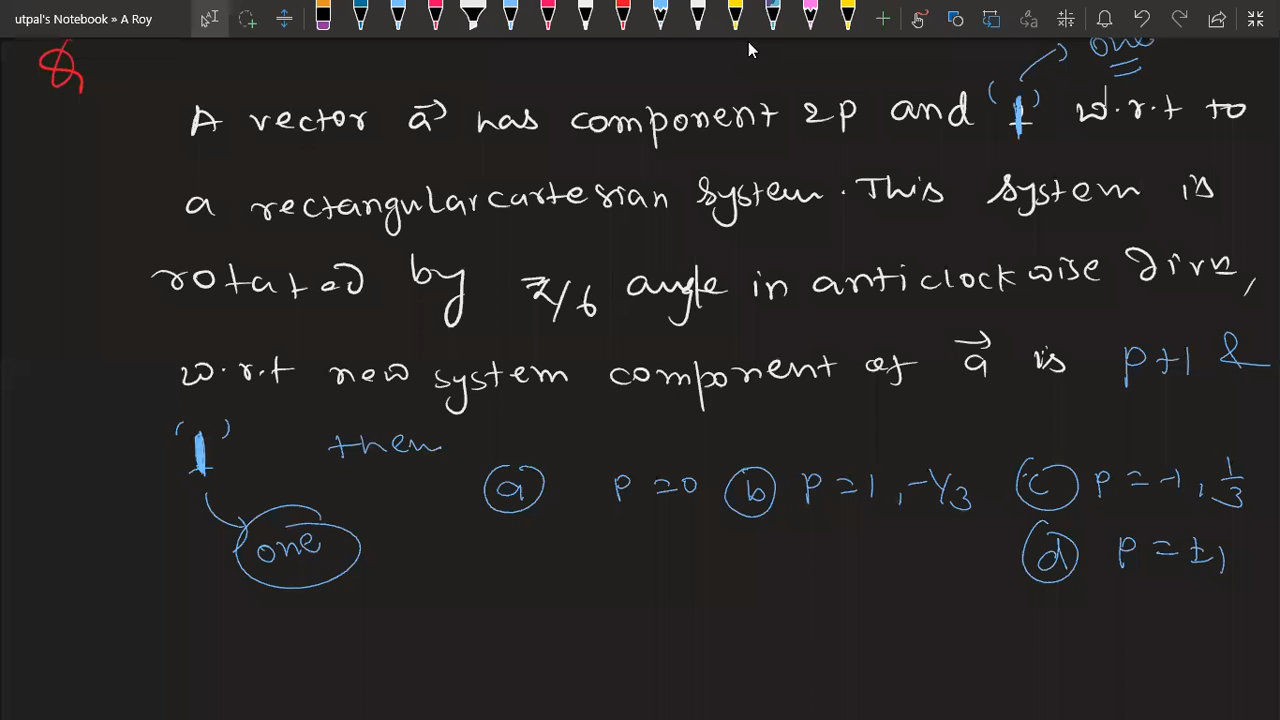 utpal's Notebook » A Roy
Q
one
A vector a⃗ has component 2p and '1' w.r.t to
a rectangular cartesian system. This system is
rotated by π/6 angle in anticlockwise dirn,
w.r.t new system component of a⃗ is p+1 &
'1' then
(a) p=0 (b) p=1, -1/3 (c) p=-1, 1/3
one
(d) p=±1